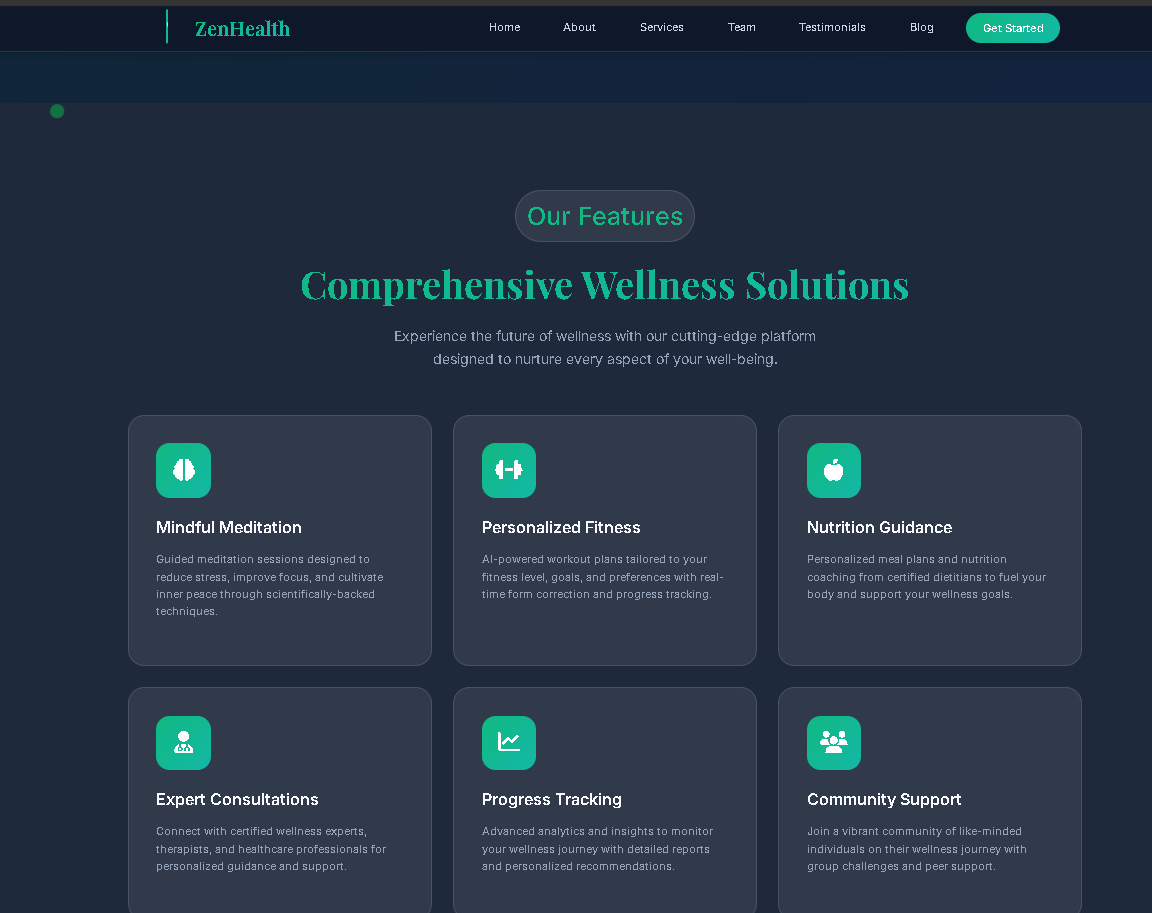 ZenHealth
Home
About
Services
Team
Testimonials
Blog
Get Started
Our Features
Comprehensive Wellness Solutions
Experience the future of wellness with our cutting-edge platform
designed to nurture every aspect of your well-being.
Mindful Meditation
Guided meditation sessions designed to
reduce stress, improve focus, and cultivate
inner peace through scientifically-backed
techniques.
Personalized Fitness
AI-powered workout plans tailored to your
fitness level, goals, and preferences with real-
time form correction and progress tracking.
Nutrition Guidance
Personalized meal plans and nutrition
coaching from certified dietitians to fuel your
body and support your wellness goals.
Expert Consultations
Connect with certified wellness experts,
therapists, and healthcare professionals for
personalized guidance and support.
Progress Tracking
Advanced analytics and insights to monitor
your wellness journey with detailed reports
and personalized recommendations.
Community Support
Join a vibrant community of like-minded
individuals on their wellness journey with
group challenges and peer support.